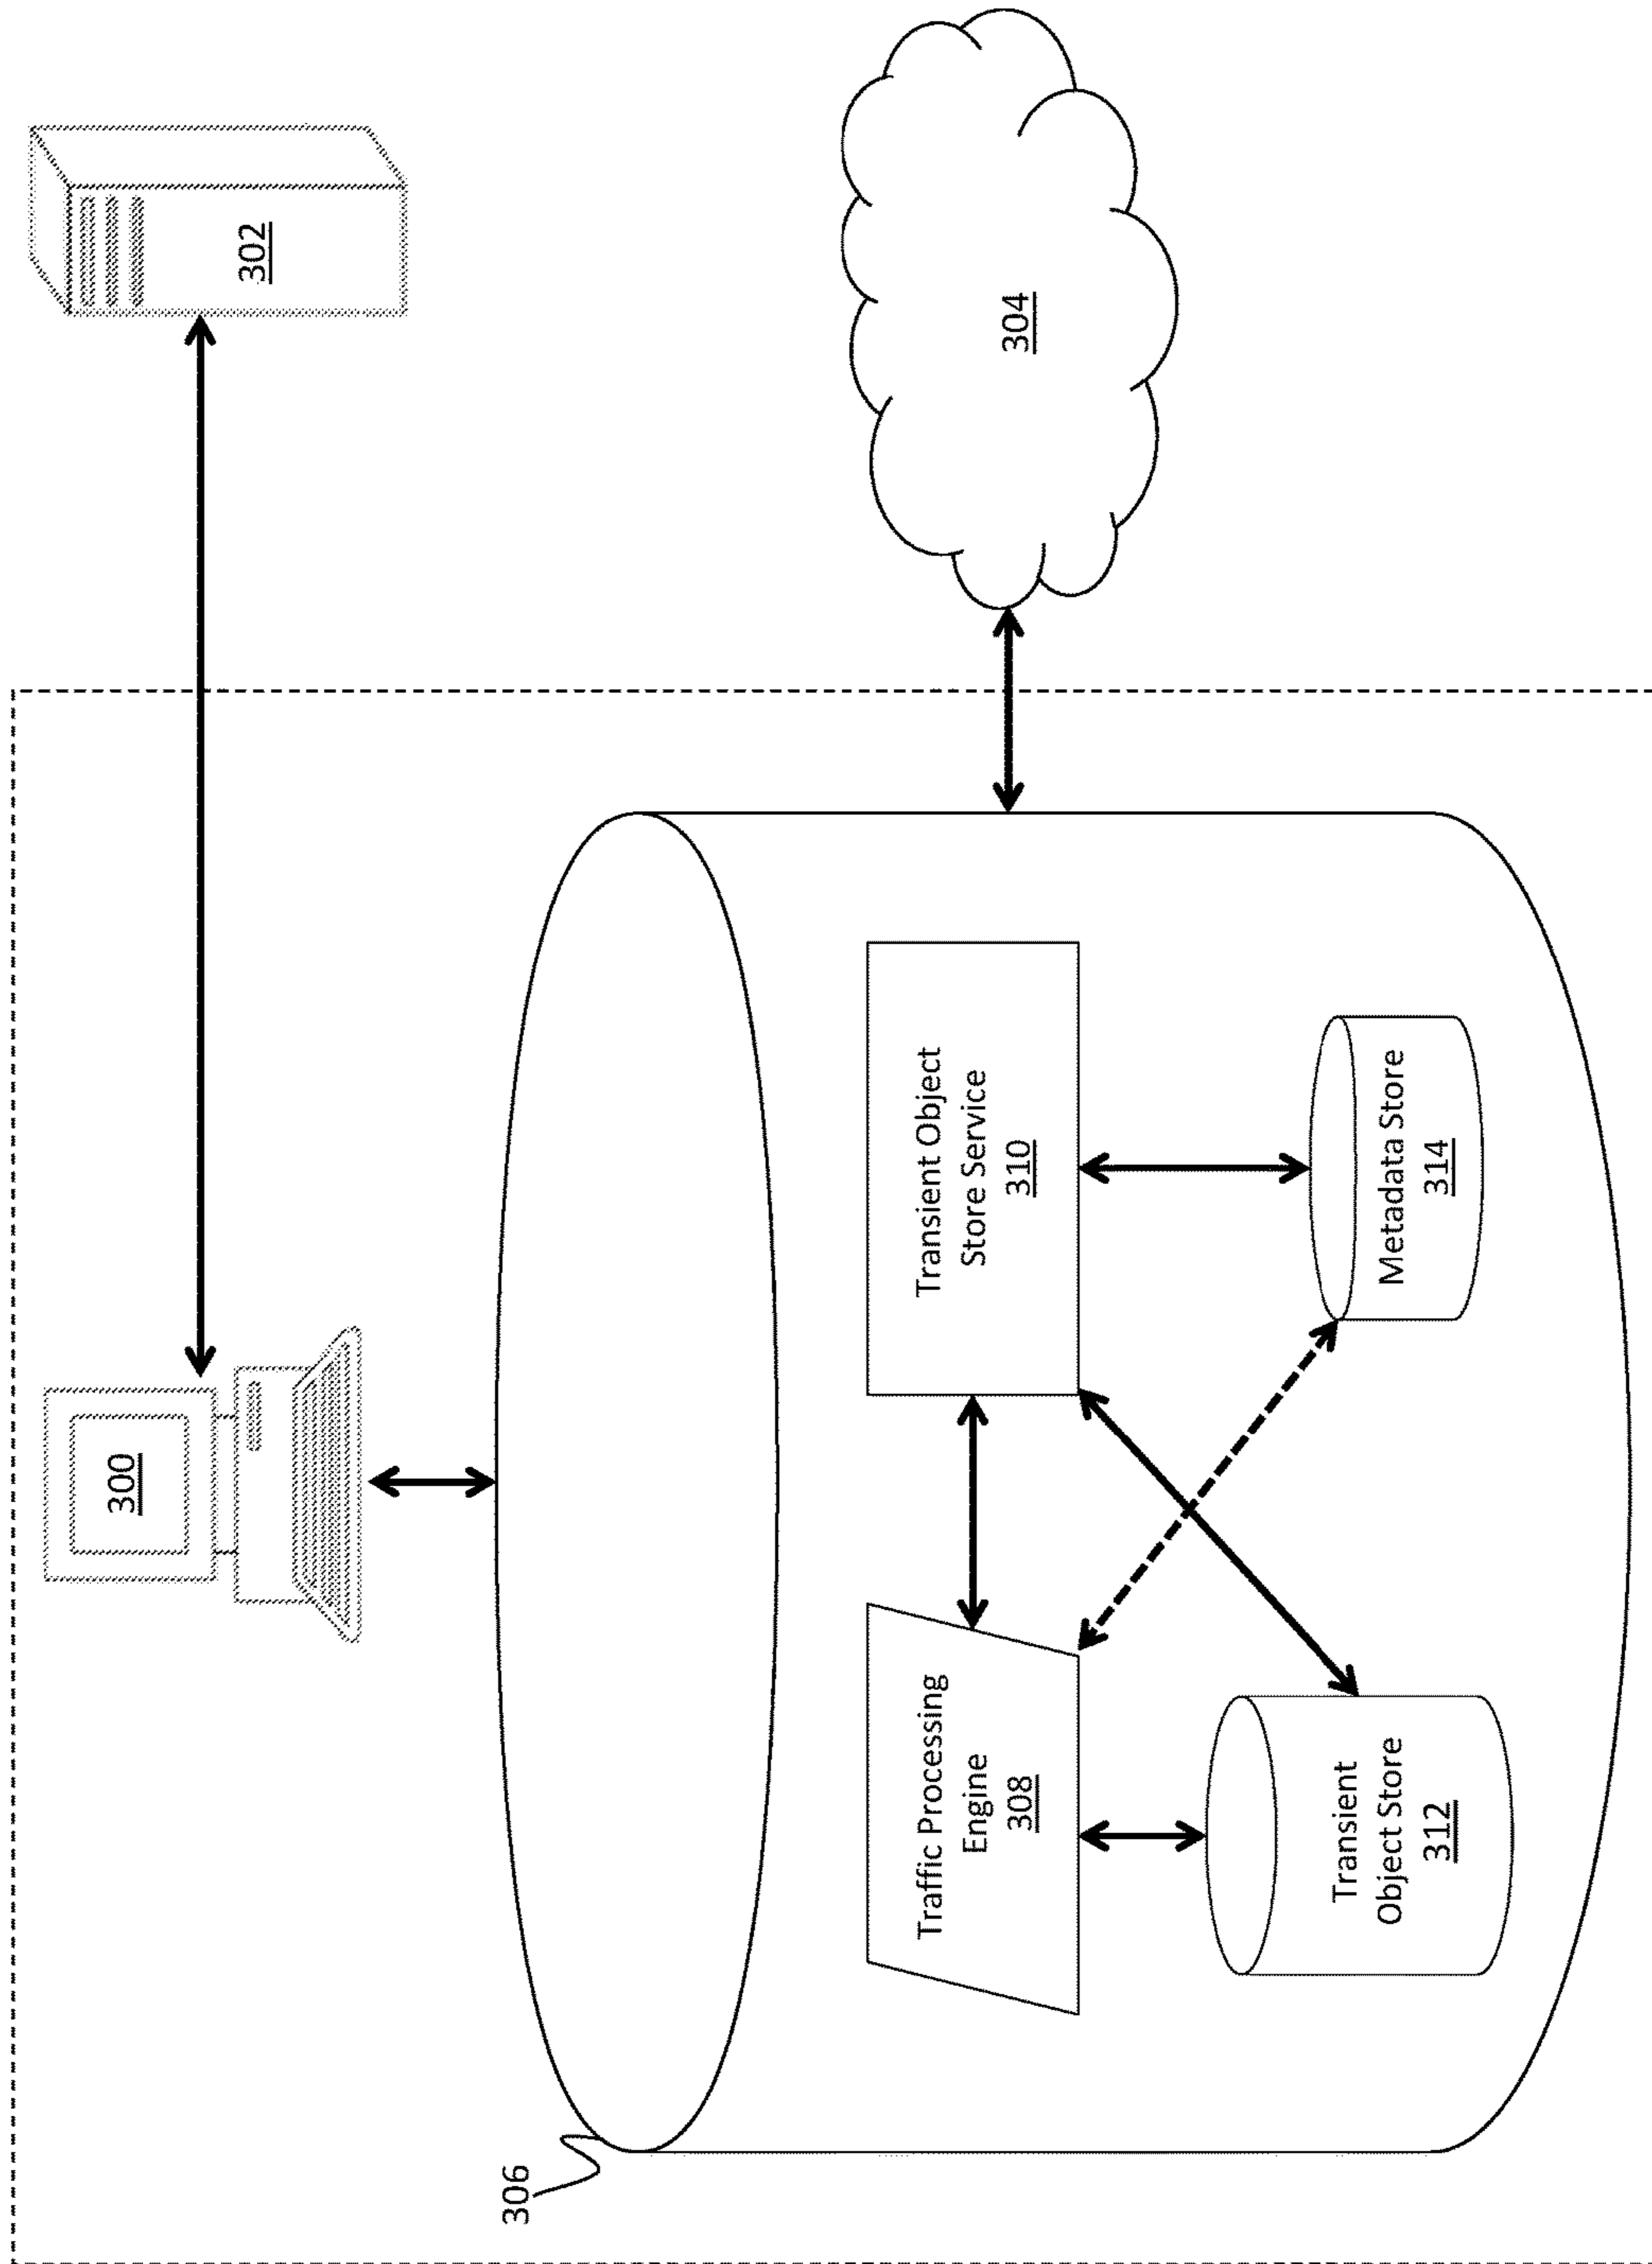 300
302
304
306
Traffic Processing
Engine
308
Transient Object
Store Service
310
Transient
Object Store
312
Metadata Store
314